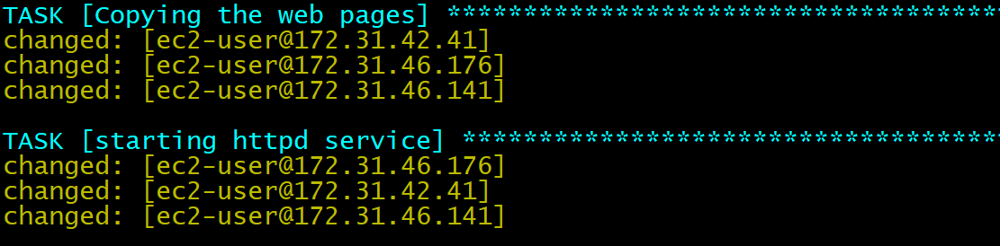 TASK [Copying the web pages] ************************************
changed: [ec2-user@172.31.42.41]
changed: [ec2-user@172.31.46.176]
changed: [ec2-user@172.31.46.141]
TASK [starting httpd service] ***********************************
changed: [ec2-user@172.31.46.176]
changed: [ec2-user@172.31.42.41]
changed: [ec2-user@172.31.46.141]